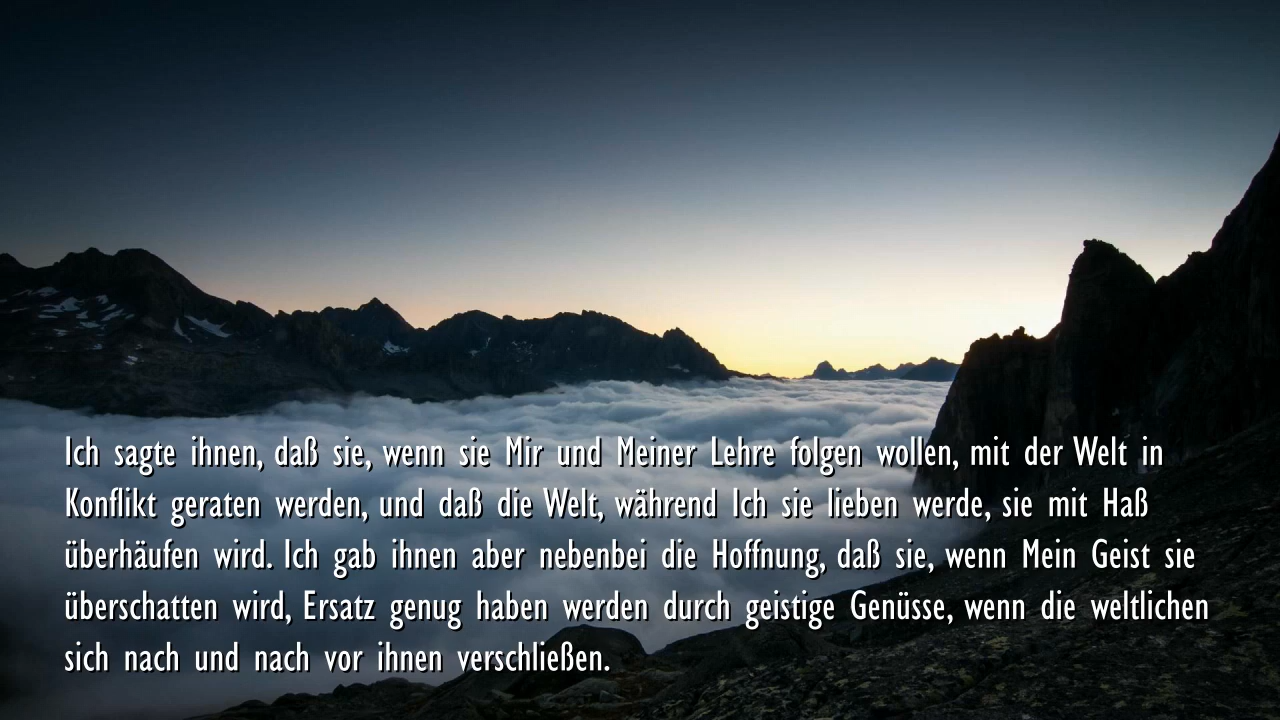 Ich sagte ihnen, daß sie, wenn sie Mir und Meiner Lehre folgen wollen, mit der Welt in
Konflikt geraten werden, und daß die Welt, während Ich sie lieben werde, sie mit Haß
überhäufen wird. Ich gab ihnen aber nebenbei die Hoffnung, daß sie, wenn Mein Geist sie
überschatten wird, Ersatz genug haben werden durch geistige Genüsse, wenn die weltlichen
sich nach und nach vor ihnen verschließen.